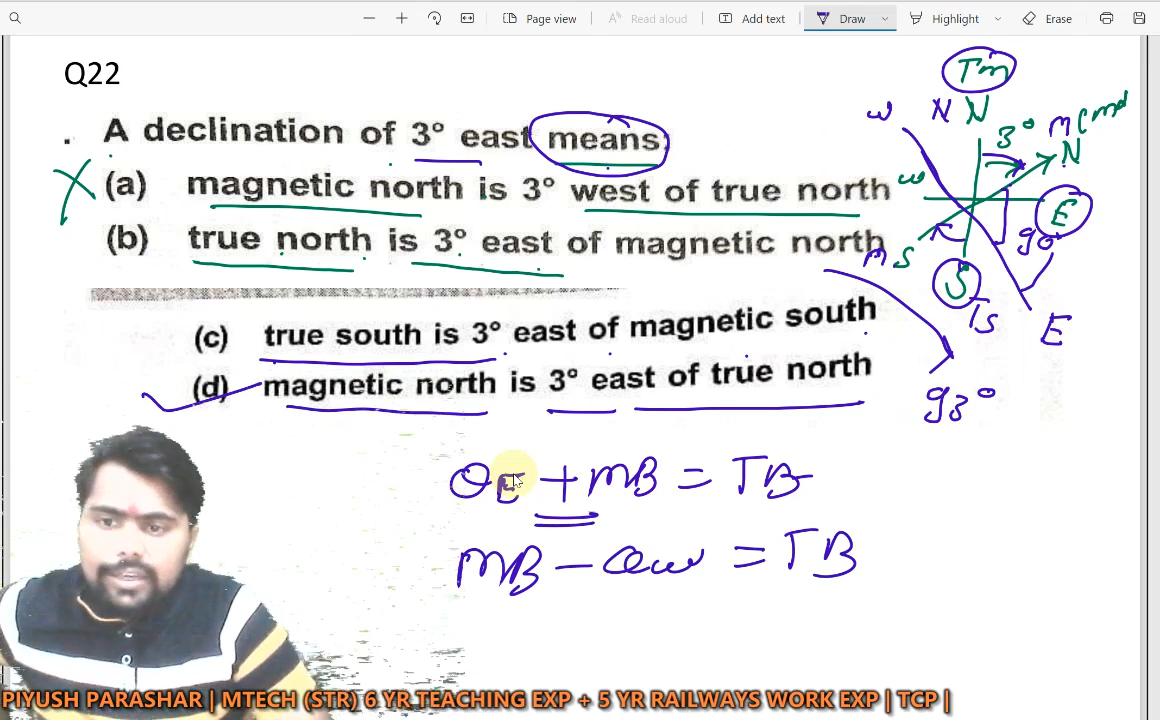 Page view
Read aloud
Add text
Draw
Highlight
Erase
Q22
. A declination of 3° east means:
(a) magnetic north is 3° west of true north
(b) true north is 3° east of magnetic north
(c) true south is 3° east of magnetic south
(d) magnetic north is 3° east of true north
Tm
W N N 3° M(md
N
W E
90°
M S
S
TS E
93°
θE + MB = TB
MB - θw = TB
PIYUSH PARASHAR | MTECH (STR) 6 YR TEACHING EXP + 5 YR RAILWAYS WORK EXP | TCP |